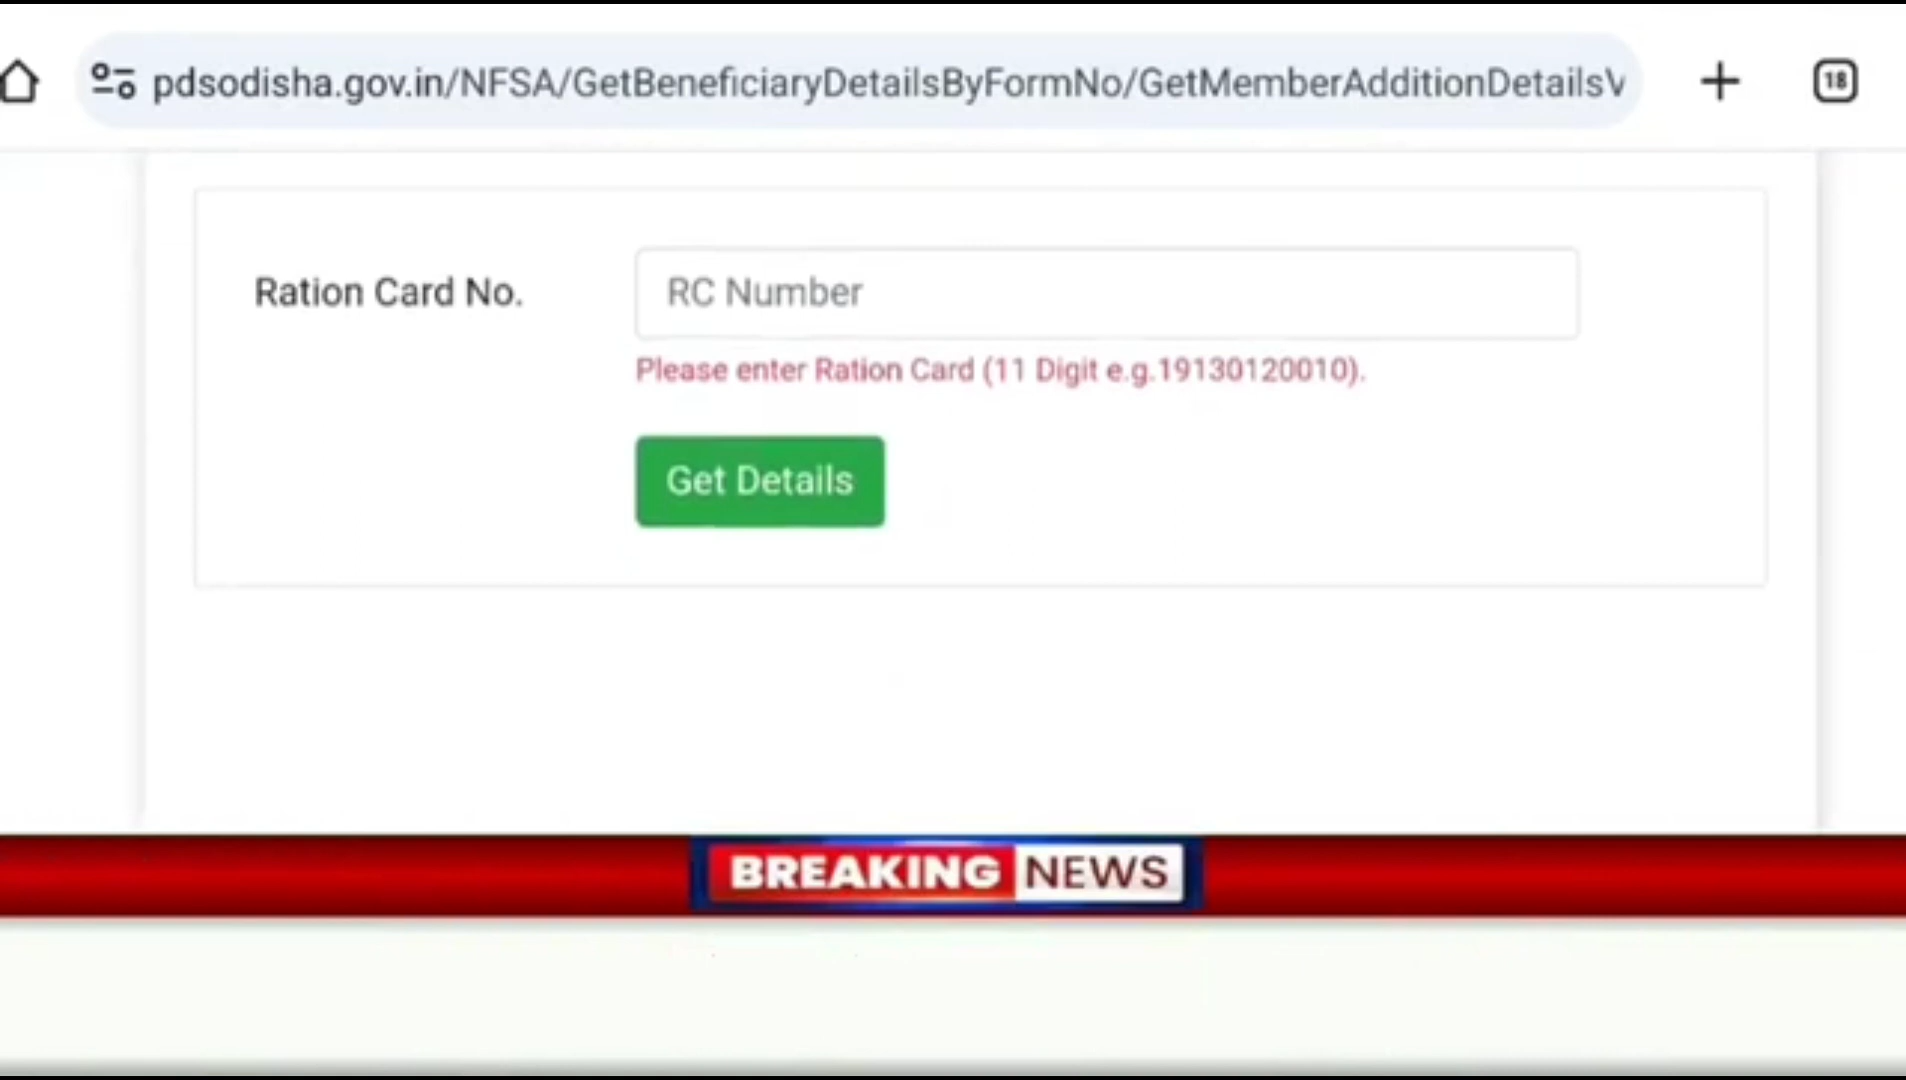 pdsodisha.gov.in/NFSA/GetBeneficiaryDetailsByFormNo/GetMemberAdditionDetailsV
18
Ration Card No.
RC Number
Please enter Ration Card (11 Digit e.g.19130120010).
Get Details
BREAKING NEWS